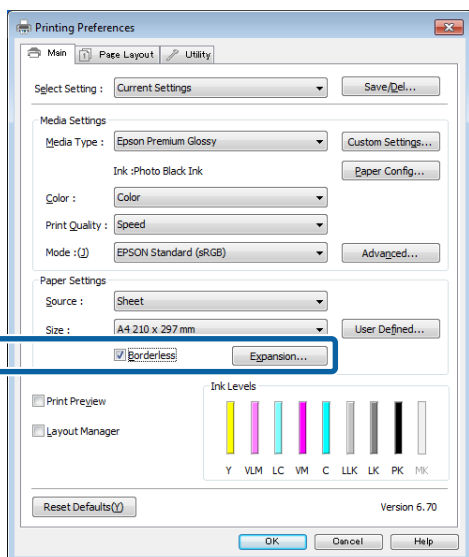 Printing Preferences
Main Page Layout Utility
Select Setting : Current Settings Save/Del...
Media Settings
Media Type : Epson Premium Glossy Custom Settings...
Ink :Photo Black Ink Paper Config...
Color : Color
Print Quality : Speed
Mode :(J) EPSON Standard (sRGB) Advanced...
Paper Settings
Source : Sheet
Size : A4 210 x 297 mm User Defined...
Borderless Expansion...
Ink Levels
Print Preview
Layout Manager
Y VLM LC VM C LLK LK PK MK
Reset Defaults(Y) Version 6.70
OK Cancel Help